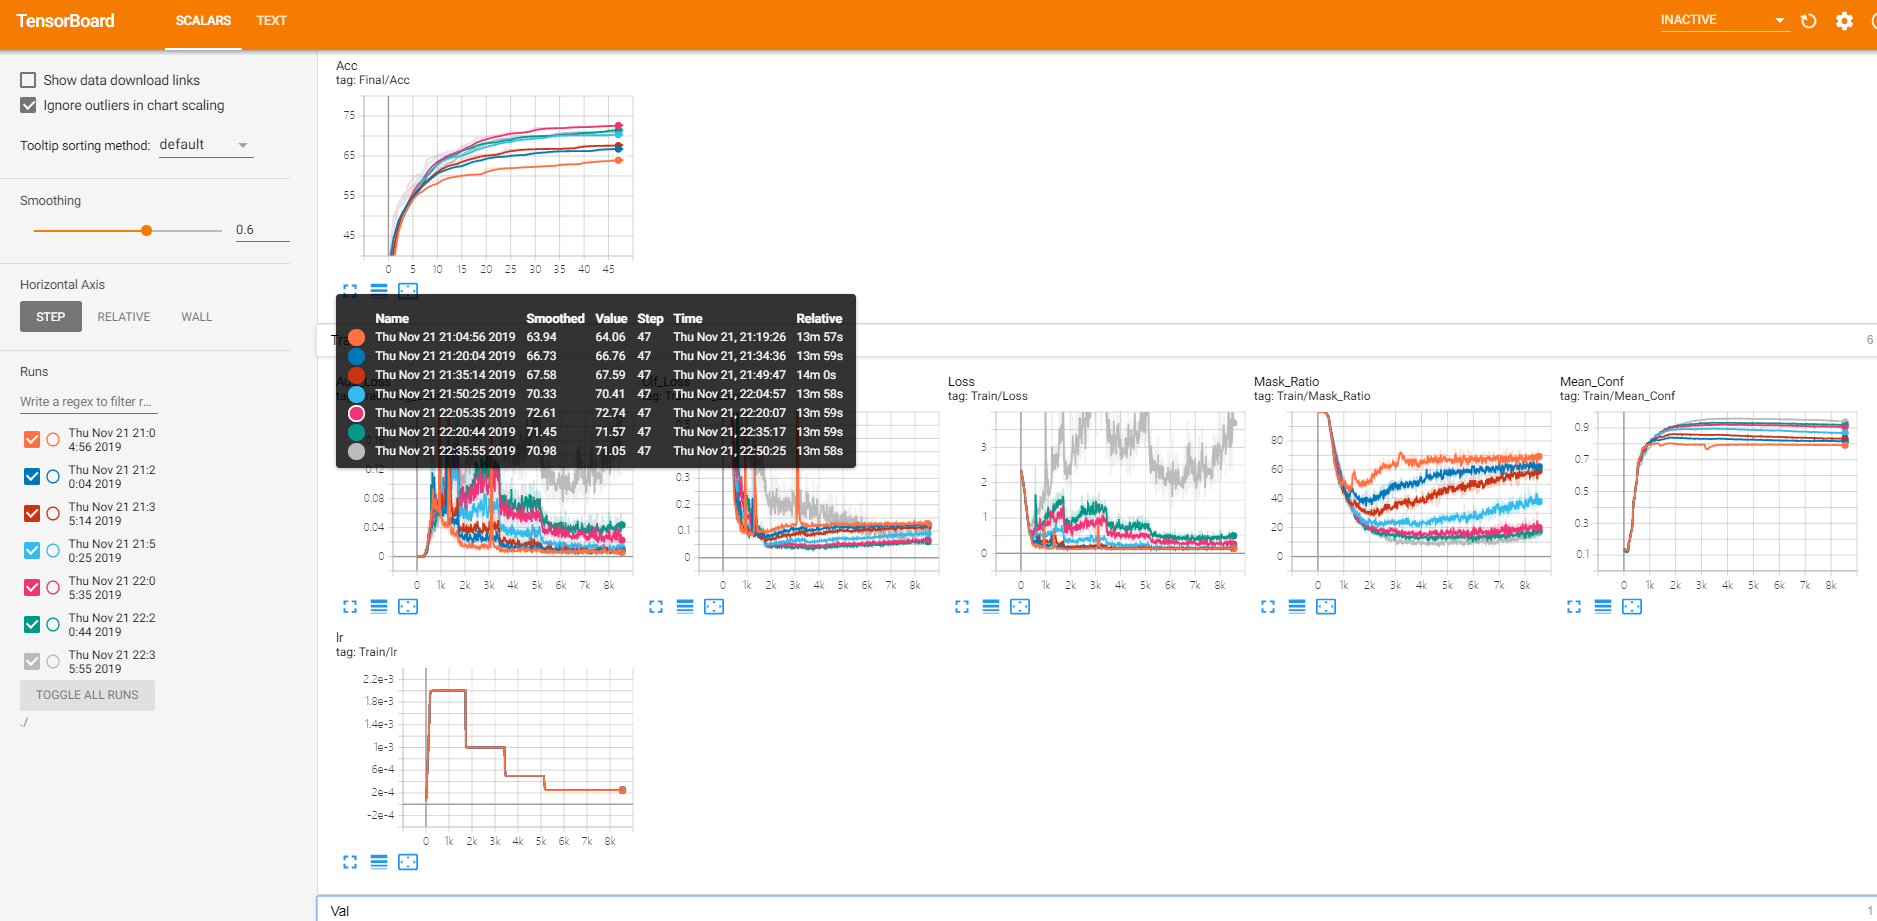 TensorBoard
SCALARS
TEXT
INACTIVE
Show data download links
Ignore outliers in chart scaling
Tooltip sorting method:
default
Smoothing
0.6
Horizontal Axis
STEP
RELATIVE
WALL
Runs
Write a regex to filter r...
Thu Nov 21 21:0
4:56 2019
Thu Nov 21 21:2
0:04 2019
Thu Nov 21 21:3
5:14 2019
Thu Nov 21 21:5
0:25 2019
Thu Nov 21 22:0
5:35 2019
Thu Nov 21 22:2
0:44 2019
Thu Nov 21 22:3
5:55 2019
TOGGLE ALL RUNS
./
Acc
tag: Final/Acc
75
65
55
45
0 5 10 15 20 25 30 35 40 45
Name Smoothed Value Step Time Relative
Thu Nov 21 21:04:56 2019 63.94 64.06 47 Thu Nov 21, 21:19:26 13m 57s
Thu Nov 21 21:20:04 2019 66.73 66.76 47 Thu Nov 21, 21:34:36 13m 59s
Thu Nov 21 21:35:14 2019 67.58 67.59 47 Thu Nov 21, 21:49:47 14m 0s
Thu Nov 21 21:50:25 2019 70.33 70.41 47 Thu Nov 21, 22:04:57 13m 58s
Thu Nov 21 22:05:35 2019 72.61 72.74 47 Thu Nov 21, 22:20:07 13m 59s
Thu Nov 21 22:20:44 2019 71.45 71.57 47 Thu Nov 21, 22:35:17 13m 59s
Thu Nov 21 22:35:55 2019 70.98 71.05 47 Thu Nov 21, 22:50:25 13m 58s
6
0.12
0.08
0.04
0
0 1k 2k 3k 4k 5k 6k 7k 8k
Clf_Loss
0.3
0.1
0
0 1k 2k 3k 4k 5k 6k 7k 8k
Loss
tag: Train/Loss
3
2
1
0
0 1k 2k 3k 4k 5k 6k 7k 8k
Mask_Ratio
tag: Train/Mask_Ratio
80
60
40
20
0
0 1k 2k 3k 4k 5k 6k 7k 8k
Mean_Conf
tag: Train/Mean_Conf
0.9
0.7
0.5
0.3
0.1
0 1k 2k 3k 4k 5k 6k 7k 8k
lr
tag: Train/lr
2.2e-3
1.8e-3
1.4e-3
1e-3
6e-4
2e-4
-2e-4
0 1k 2k 3k 4k 5k 6k 7k 8k
Val
1